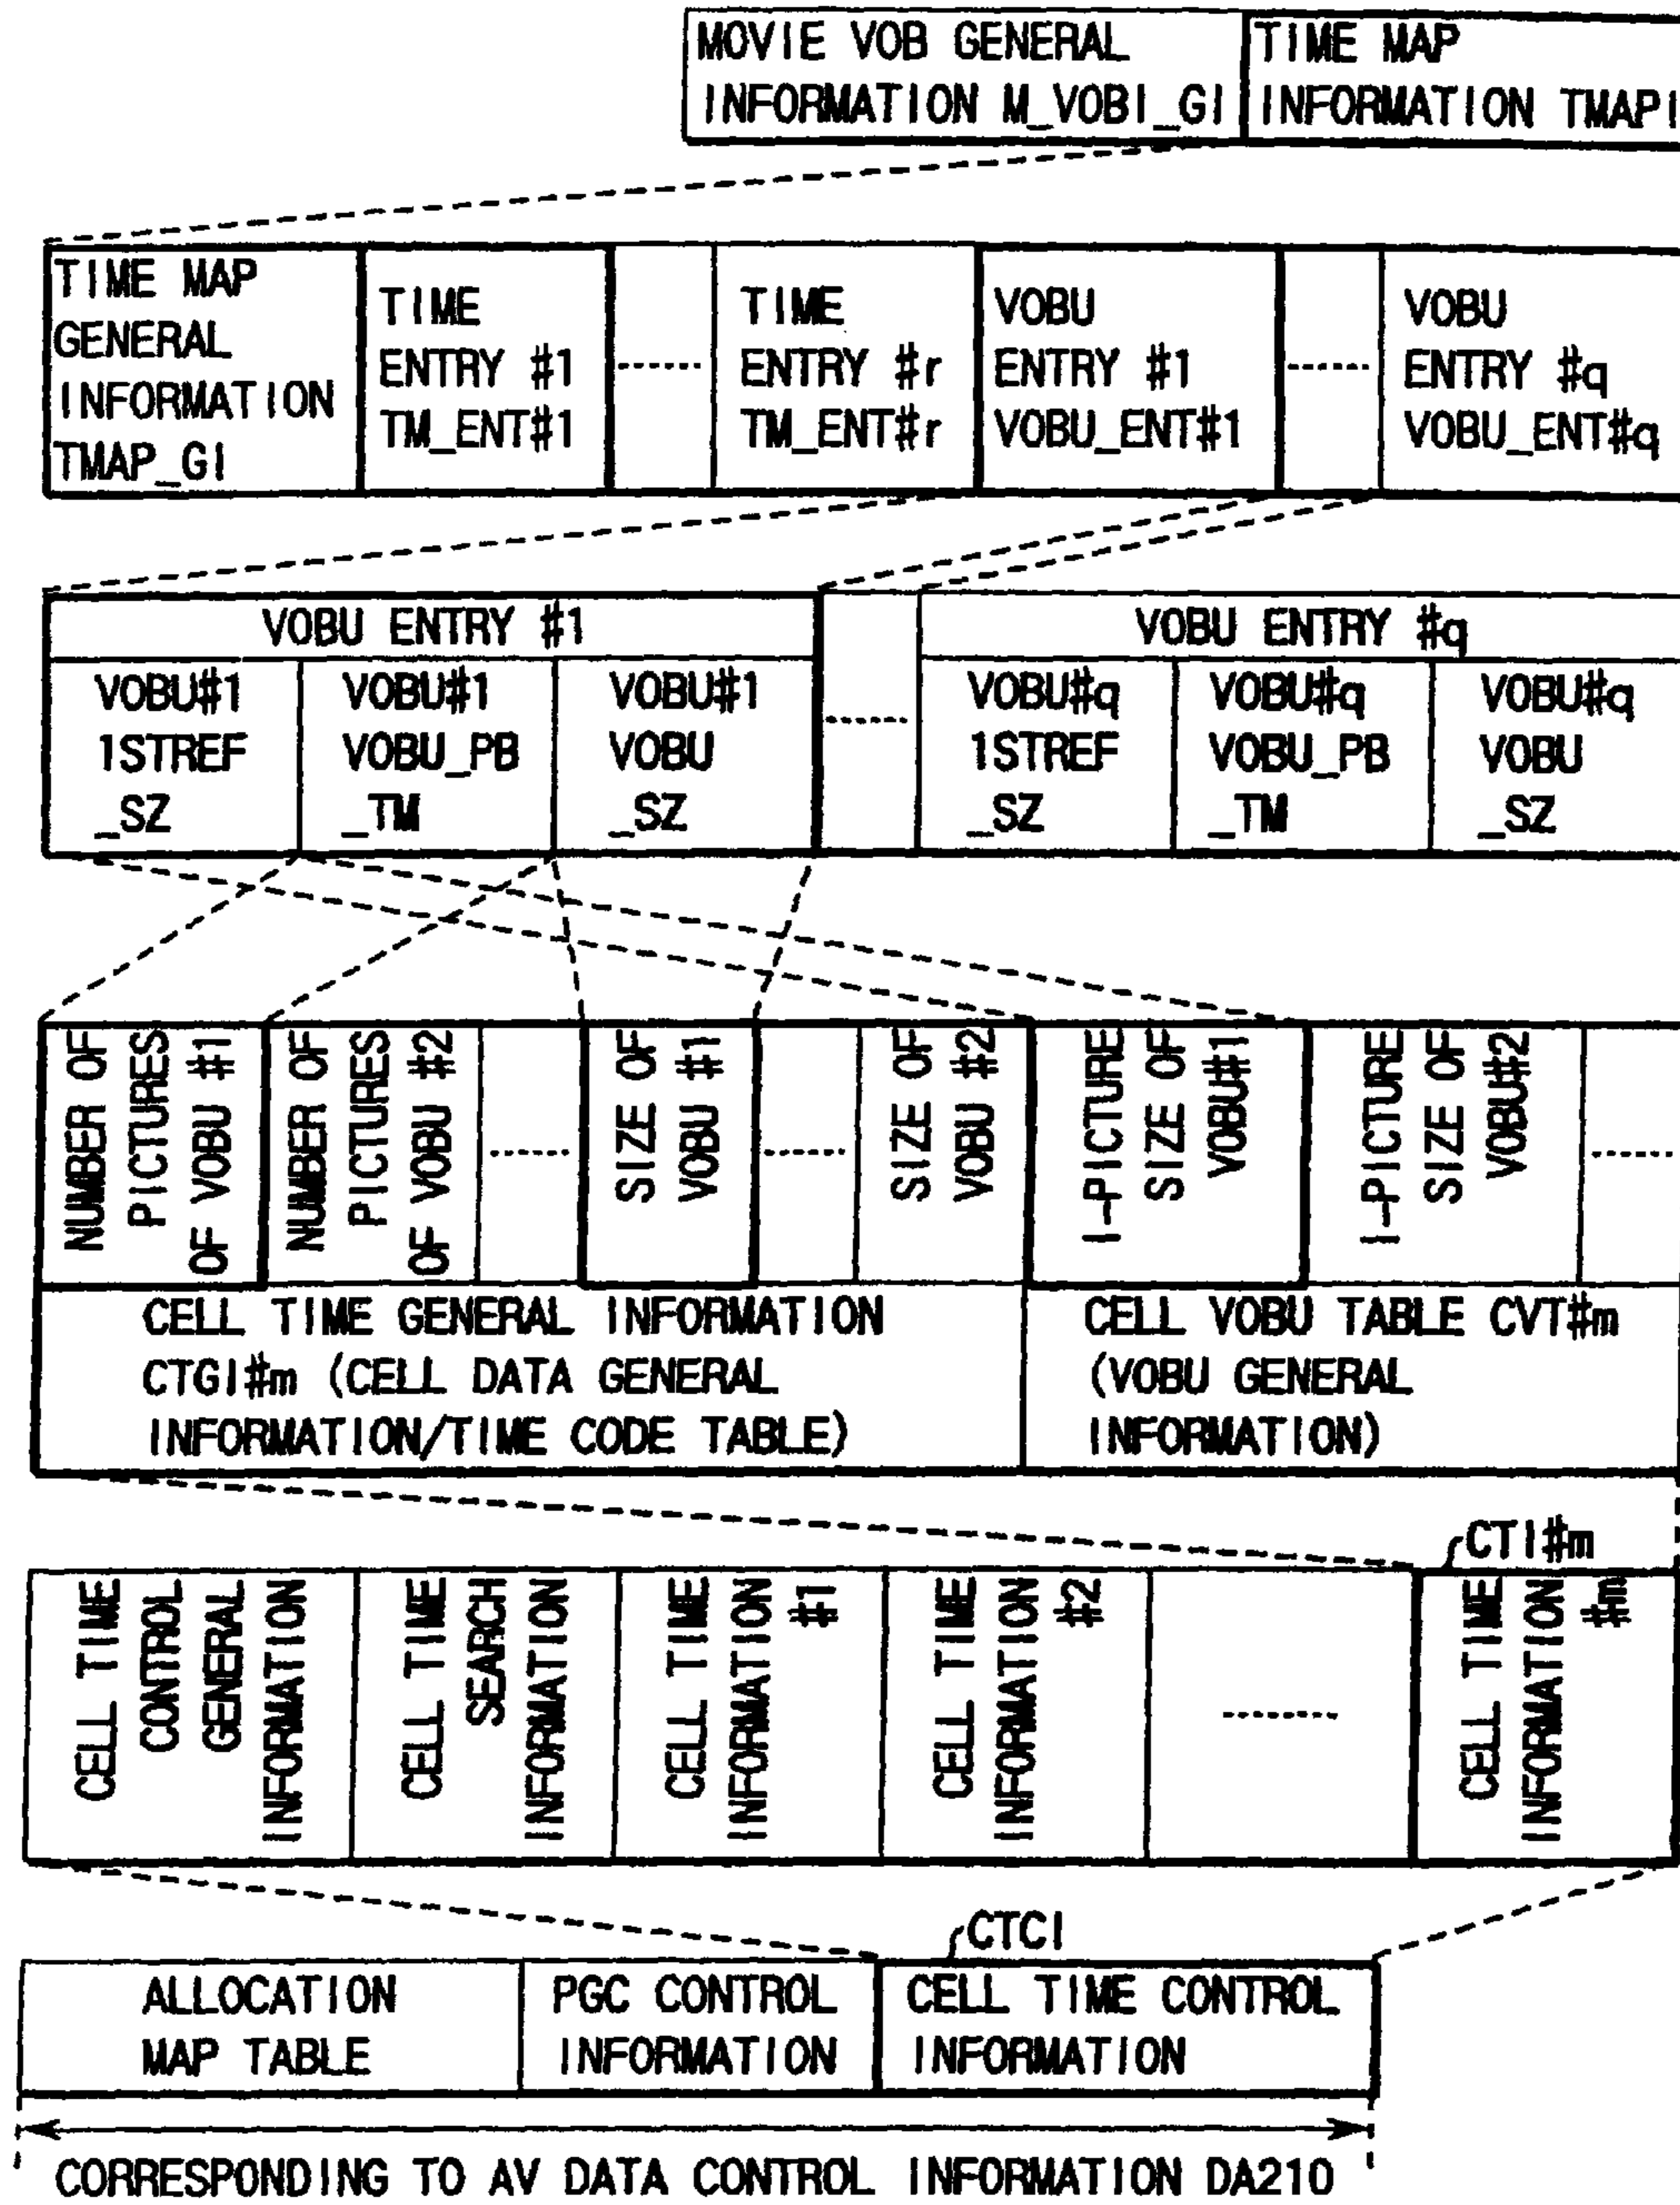 MOVIE VOB GENERAL
INFORMATION M_VOBI_GI
TIME MAP
INFORMATION TMAPI
TIME MAP
GENERAL
INFORMATION
TMAP_GI
TIME
ENTRY #1
TM_ENT#1
TIME
ENTRY #r
TM_ENT#r
VOBU
ENTRY #1
VOBU_ENT#1
VOBU
ENTRY #q
VOBU_ENT#q
VOBU ENTRY #1
VOBU#1
1STREF
_SZ
VOBU#1
VOBU_PB
_TM
VOBU#1
VOBU
_SZ
VOBU ENTRY #q
VOBU#q
1STREF
_SZ
VOBU#q
VOBU_PB
_TM
VOBU#q
VOBU
_SZ
NUMBER OF
PICTURES
OF VOBU #1
NUMBER OF
PICTURES
OF VOBU #2
SIZE OF
VOBU #1
SIZE OF
VOBU #2
I-PICTURE
SIZE OF
VOBU#1
I-PICTURE
SIZE OF
VOBU#2
CELL TIME GENERAL INFORMATION
CTGI#m (CELL DATA GENERAL
INFORMATION/TIME CODE TABLE)
CELL VOBU TABLE CVT#m
(VOBU GENERAL
INFORMATION)
CTI#m
CELL TIME
CONTROL
GENERAL
INFORMATION
CELL TIME
SEARCH
INFORMATION
CELL TIME
INFORMATION
#1
CELL TIME
INFORMATION
#2
CELL TIME
INFORMATION
#m
CTCI
ALLOCATION
MAP TABLE
PGC CONTROL
INFORMATION
CELL TIME CONTROL
INFORMATION
CORRESPONDING TO AV DATA CONTROL INFORMATION DA210